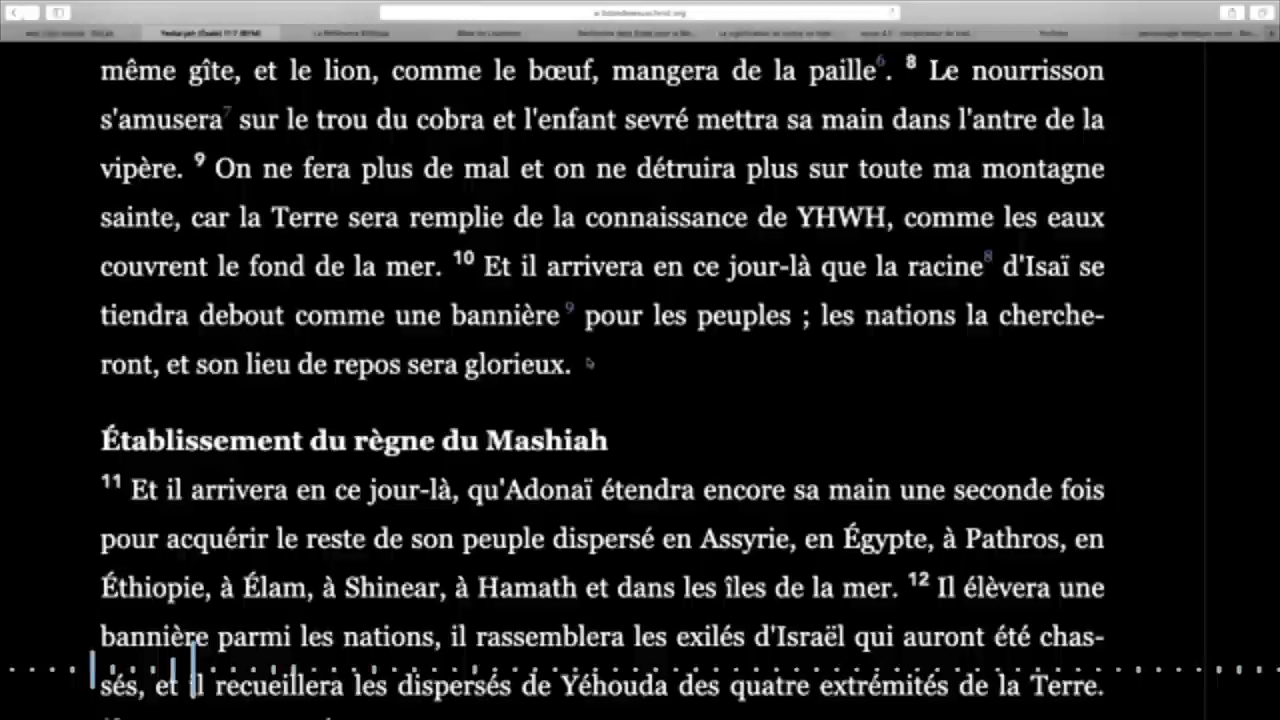 même gîte, et le lion, comme le bœuf, mangera de la paille⁶. ⁸ Le nourrisson
s'amusera⁷ sur le trou du cobra et l'enfant sevré mettra sa main dans l'antre de la
vipère. ⁹ On ne fera plus de mal et on ne détruira plus sur toute ma montagne
sainte, car la Terre sera remplie de la connaissance de YHWH, comme les eaux
couvrent le fond de la mer. ¹⁰ Et il arrivera en ce jour-là que la racine⁸ d'Isaï se
tiendra debout comme une bannière⁹ pour les peuples ; les nations la cherche-
ront, et son lieu de repos sera glorieux.
Établissement du règne du Mashiah
¹¹ Et il arrivera en ce jour-là, qu'Adonaï étendra encore sa main une seconde fois
pour acquérir le reste de son peuple dispersé en Assyrie, en Égypte, à Pathros, en
Éthiopie, à Élam, à Shinear, à Hamath et dans les îles de la mer. ¹² Il élèvera une
bannière parmi les nations, il rassemblera les exilés d'Israël qui auront été chas-
sés, et il recueillera les dispersés de Yéhouda des quatre extrémités de la Terre.